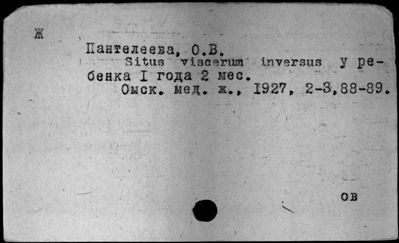 Ж
Пантелеева, О.В.
Situs viscerum inversus у ре-
бенка I года 2 мес.
Омск. мед. ж., 1927, 2-3,88-89.
ов